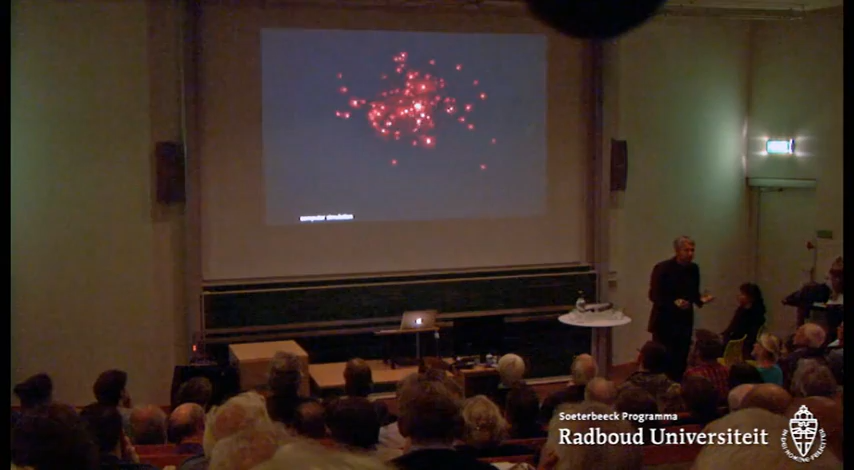 computer simulation
Soeterbeeck Programma
Radboud Universiteit